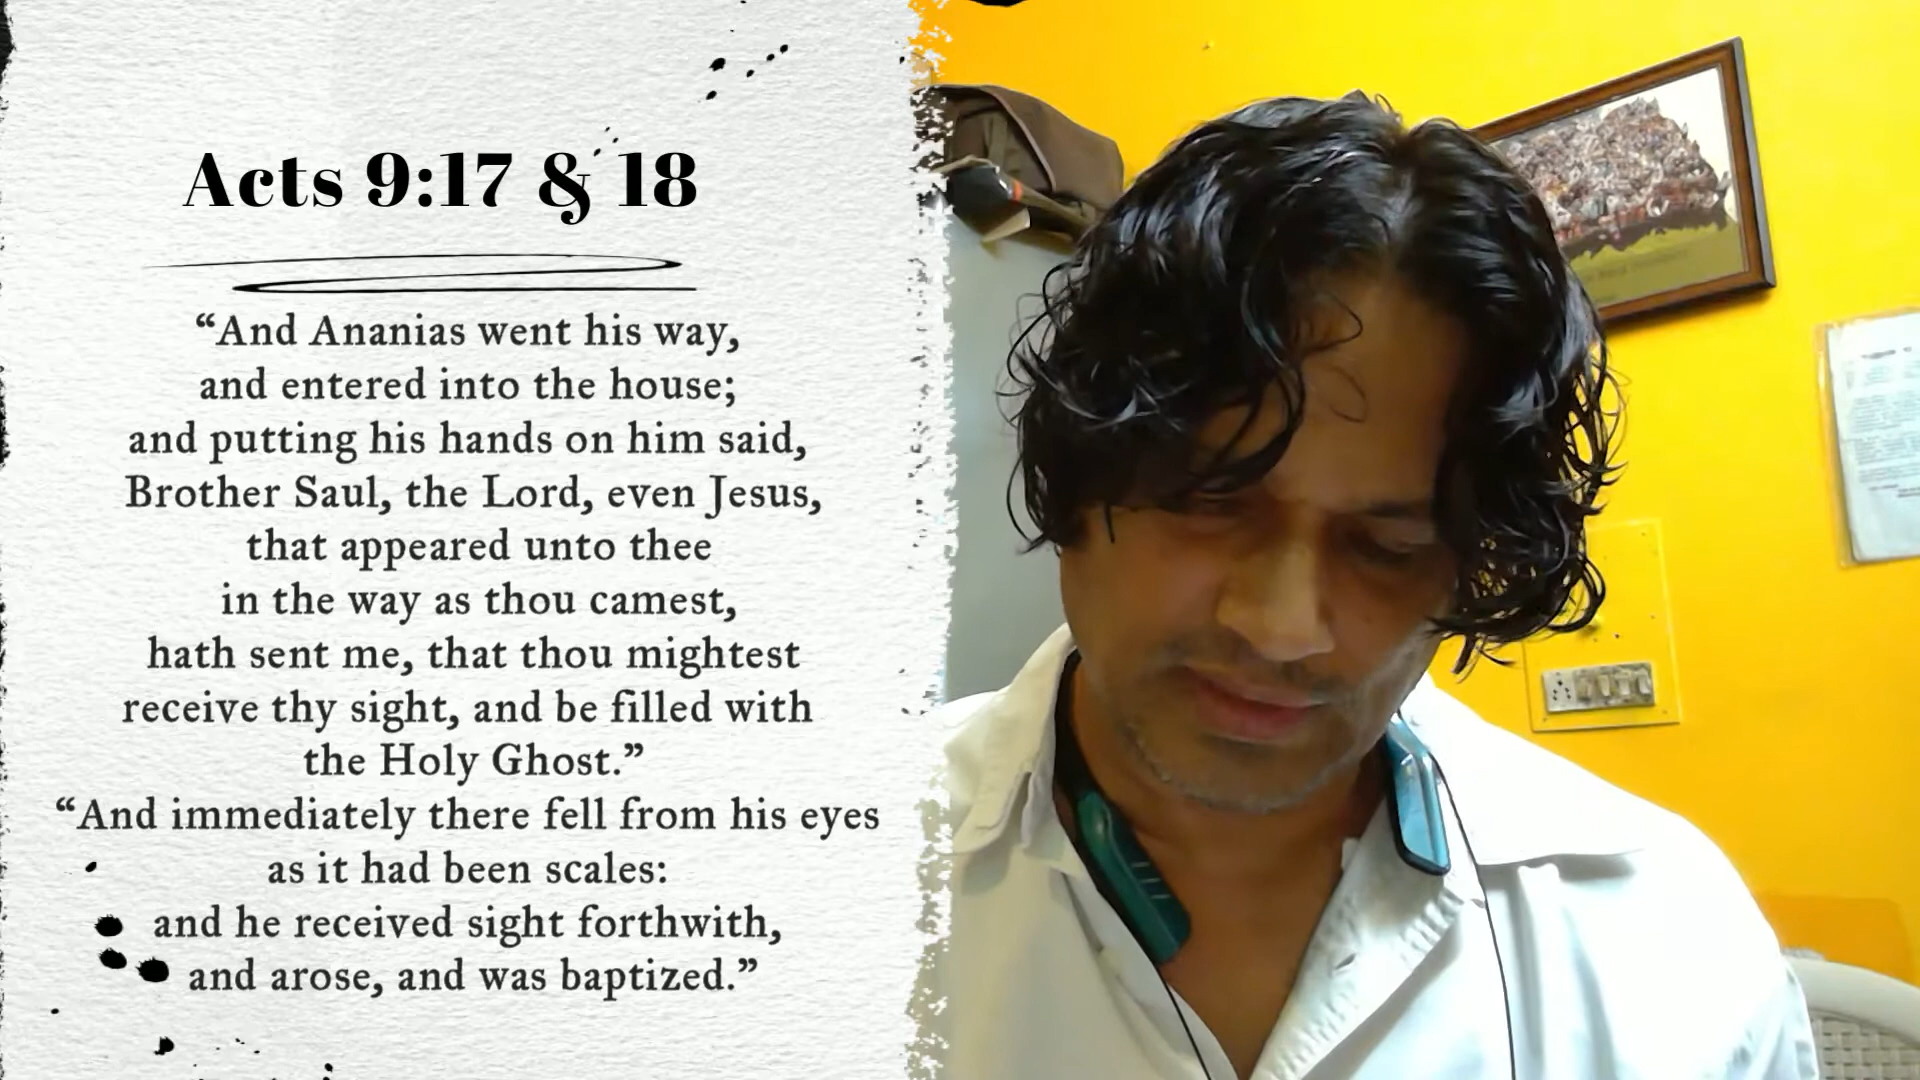 Acts 9:17 & 18
“And Ananias went his way,
and entered into the house;
and putting his hands on him said,
Brother Saul, the Lord, even Jesus,
that appeared unto thee
in the way as thou camest,
hath sent me, that thou mightest
receive thy sight, and be filled with
the Holy Ghost.”
“And immediately there fell from his eyes
as it had been scales:
and he received sight forthwith,
and arose, and was baptized.”